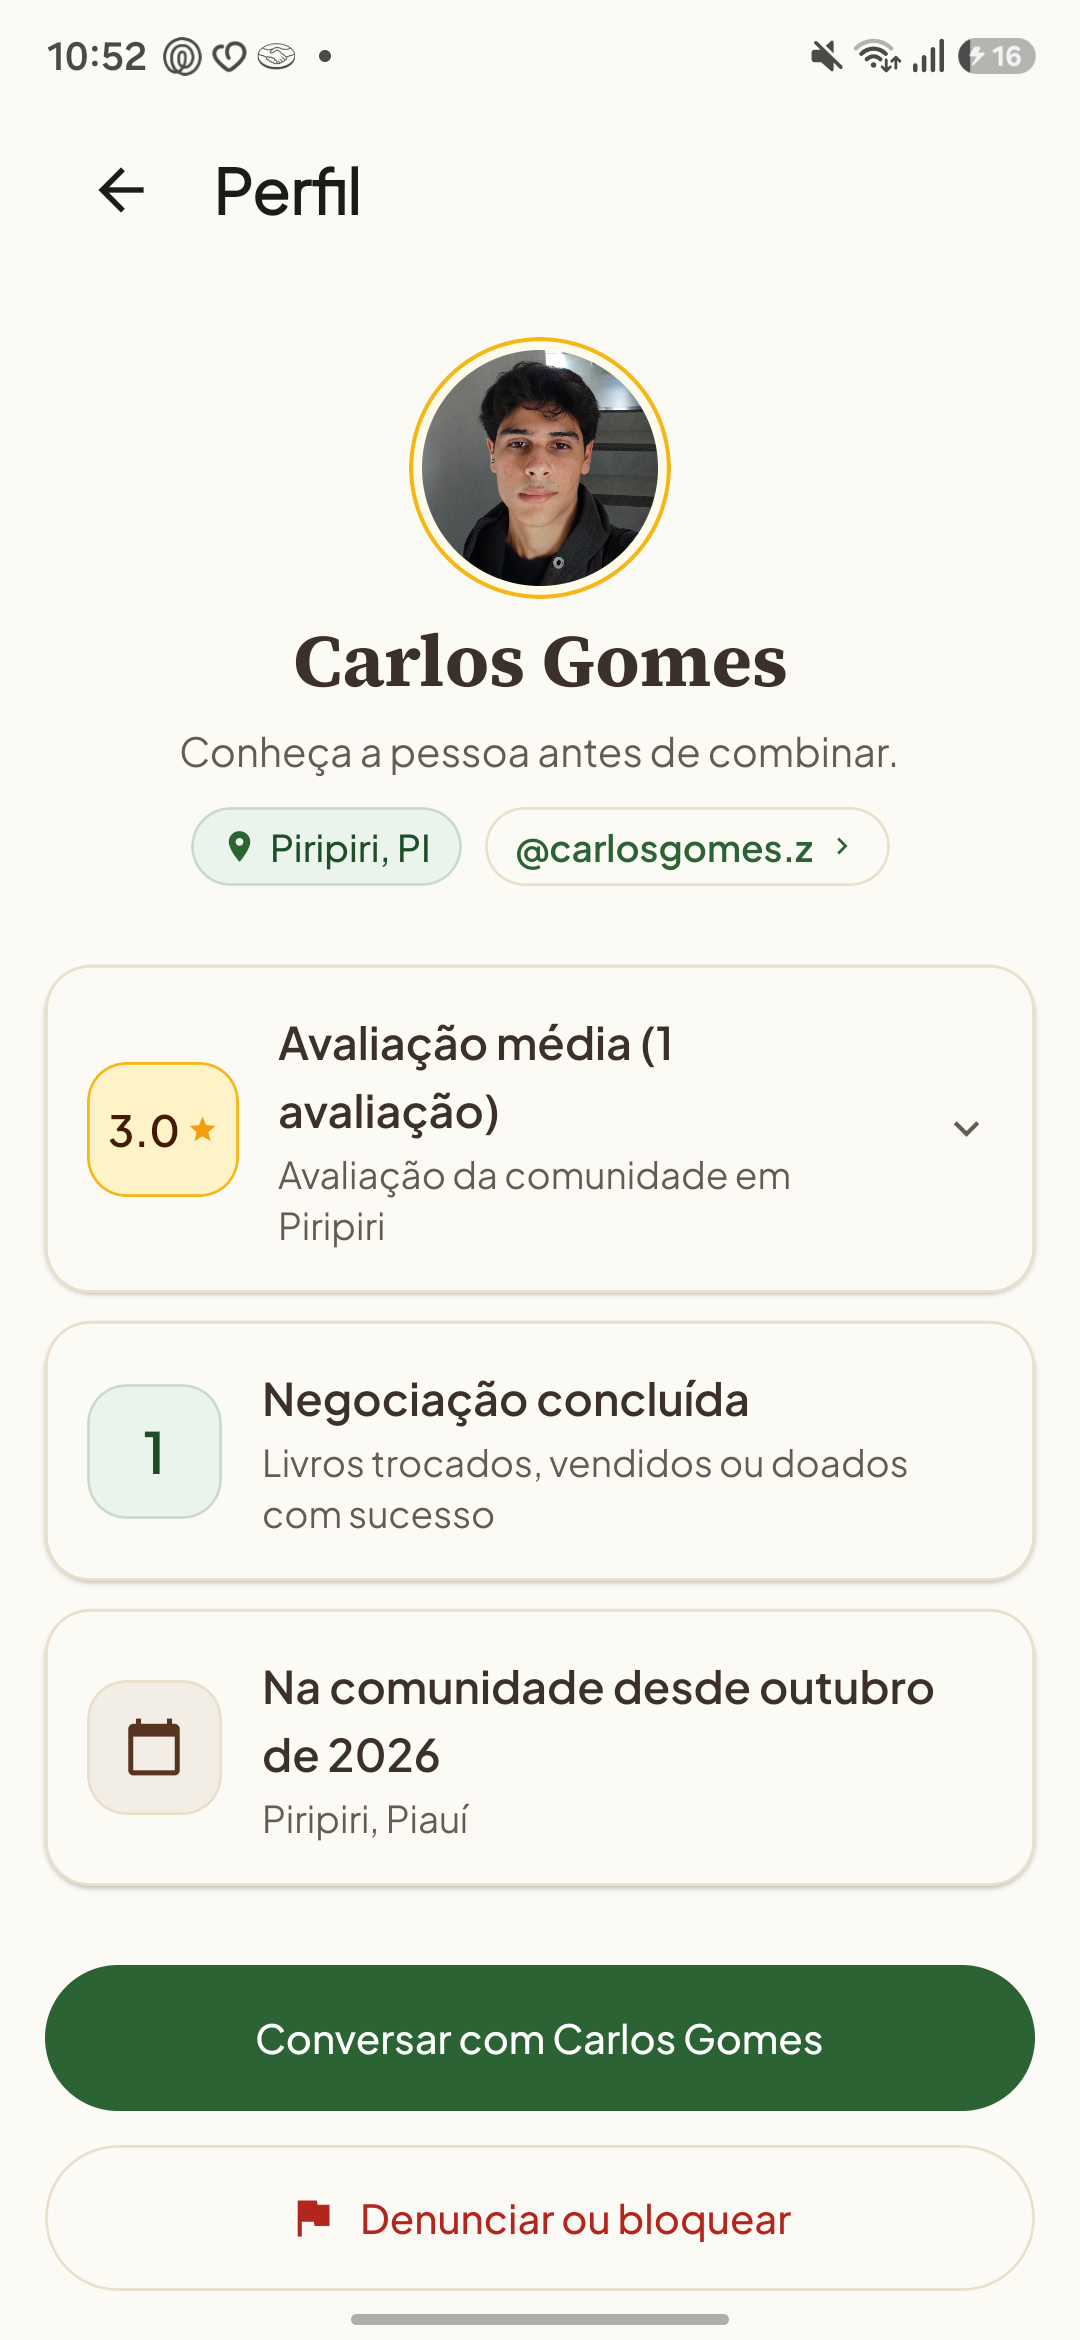 10:52
16
Perfil
Carlos Gomes
Conheça a pessoa antes de combinar.
Piripiri, PI
@carlosgomes.z
3.0
Avaliação média (1
avaliação)
Avaliação da comunidade em
Piripiri
1
Negociação concluída
Livros trocados, vendidos ou doados
com sucesso
Na comunidade desde outubro
de 2026
Piripiri, Piauí
Conversar com Carlos Gomes
Denunciar ou bloquear